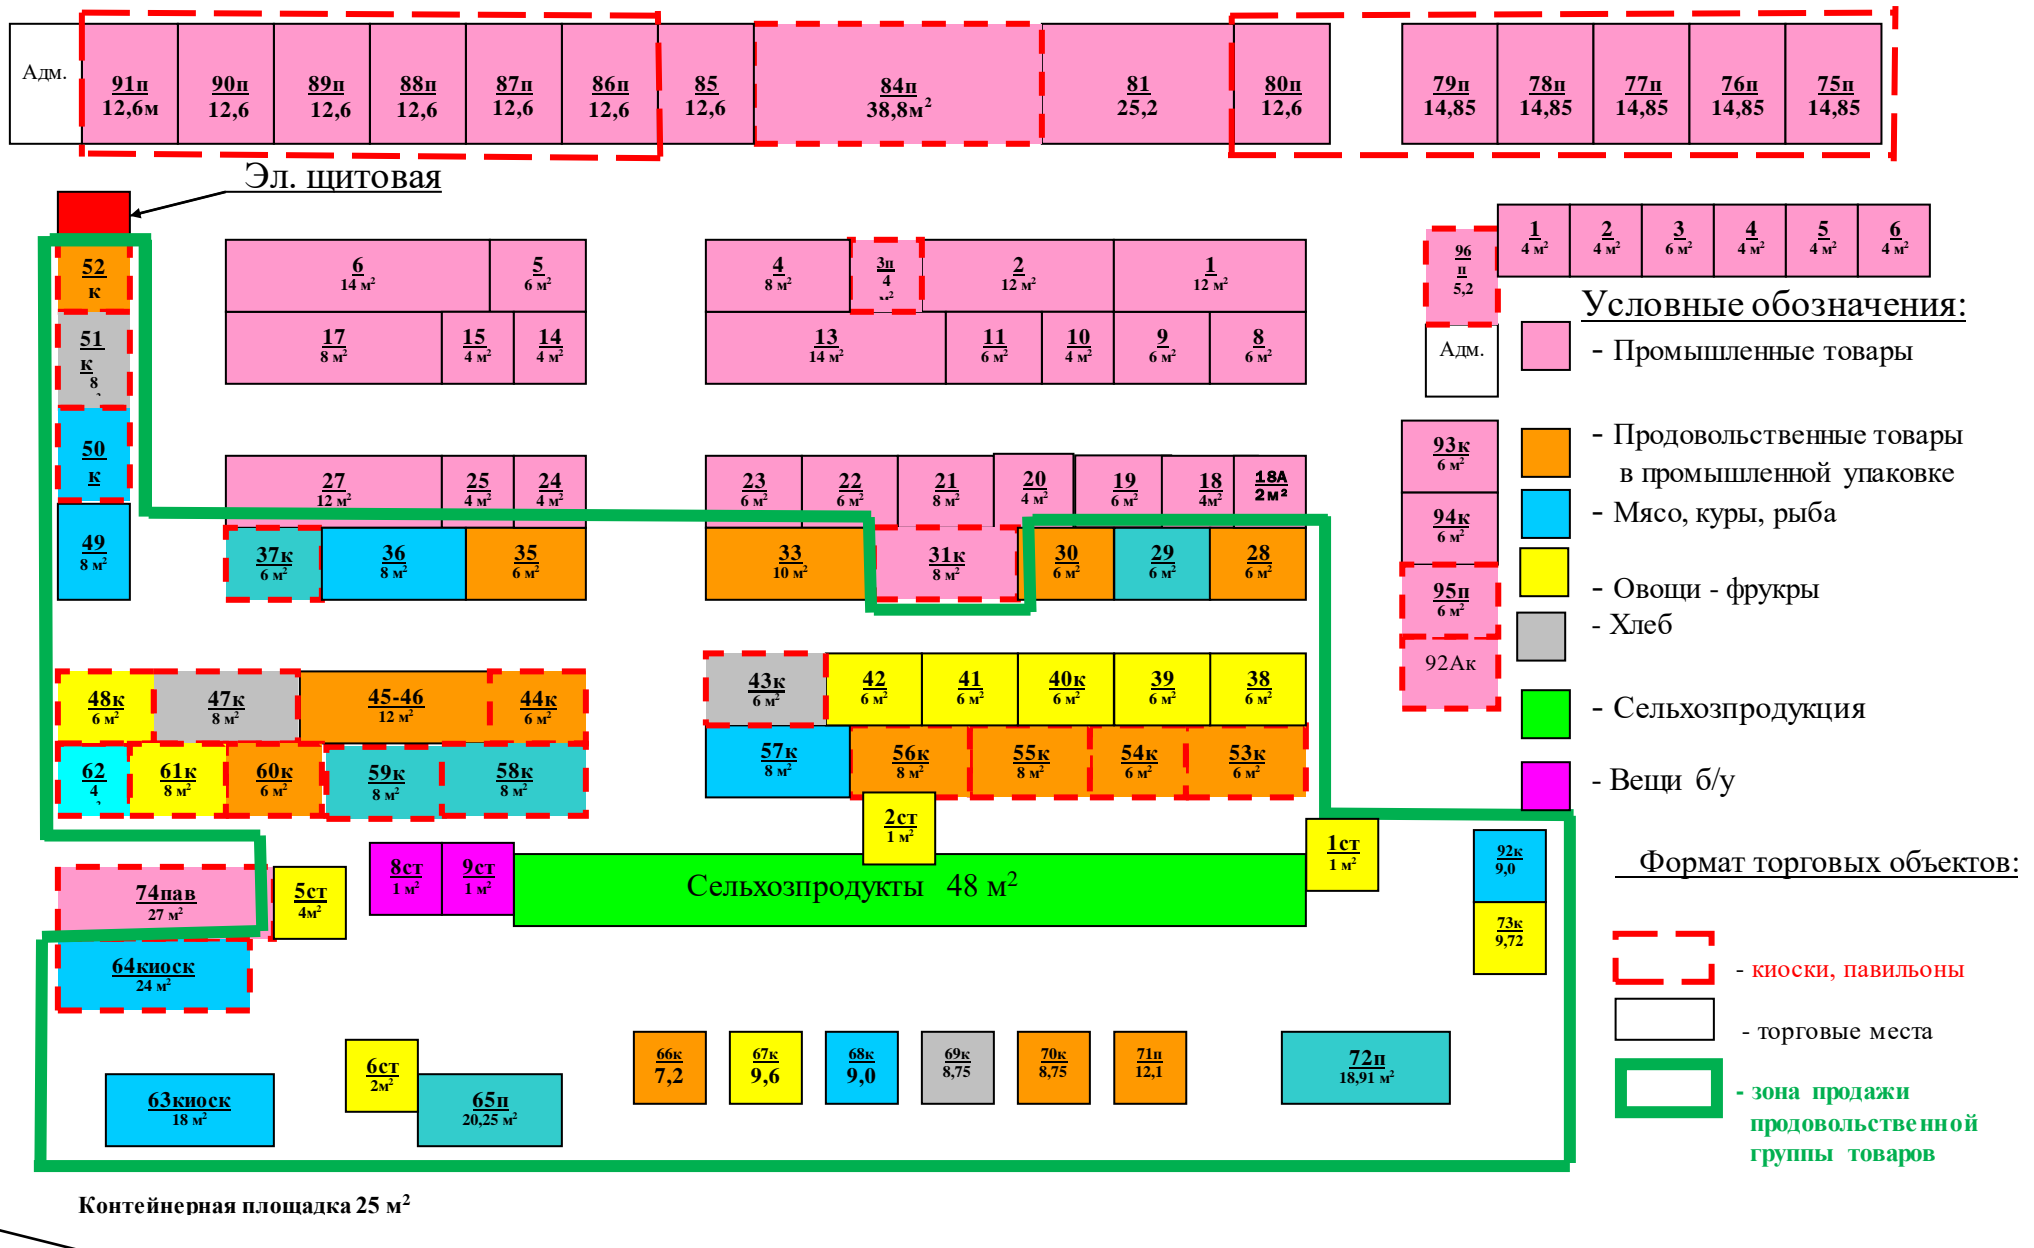 Адм.
91п 90п 89п 88п 87п 86п 85 84п 81 80п 79п 78п 77п 76п 75п
12,6м 12,6 12,6 12,6 12,6 12,6 12,6 38,8м² 25,2 12,6 14,85 14,85 14,85 14,85 14,85
Эл. щитовая
1 2 3 4 5 6
4 м² 4 м² 6 м² 4 м² 4 м² 4 м²
96
п
5,2
Адм.
52
к
51
к
8
50
к
49
8 м²
6 5 4 3п 2 1
14 м² 6 м² 8 м² 4 м² 12 м² 12 м²
17 15 14 13 11 10 9 8
8 м² 4 м² 4 м² 14 м² 6 м² 4 м² 6 м² 6 м²
27 25 24 23 22 21 20 19 18 18А
12 м² 4 м² 4 м² 6 м² 6 м² 8 м² 4 м² 6 м² 4м² 2м²
37к 36 35 33 31к 30 29 28
6 м² 8 м² 6 м² 10 м² 8 м² 6 м² 6 м² 6 м²
93к
6 м²
94к
6 м²
95п
6 м²
92Ак
48к 47к 45-46 44к 43к 42 41 40к 39 38
6 м² 8 м² 12 м² 6 м² 6 м² 6 м² 6 м² 6 м² 6 м² 6 м²
62 61к 60к 59к 58к 57к 56к 55к 54к 53к
4 8 м² 6 м² 8 м² 8 м² 8 м² 8 м² 8 м² 6 м² 6 м²
2ст
1 м²
1ст
1 м²
92к
9,0
73к
9,72
74пав
27 м²
5ст
4м²
8ст 9ст
1 м² 1 м²
Сельхозпродукты 48 м²
64киоск
24 м²
63киоск
18 м²
6ст
2м²
65п
20,25 м²
66к 67к 68к 69к 70к 71п 72п
7,2 9,6 9,0 8,75 8,75 12,1 18,91 м²
Контейнерная площадка 25 м²
Условные обозначения:
- Промышленные товары
- Продовольственные товары
в промышленной упаковке
- Мясо, куры, рыба
- Овощи - фрукры
- Хлеб
- Сельхозпродукция
- Вещи б/у
Формат торговых объектов:
- киоски, павильоны
- торговые места
- зона продажи
продовольственной
группы товаров